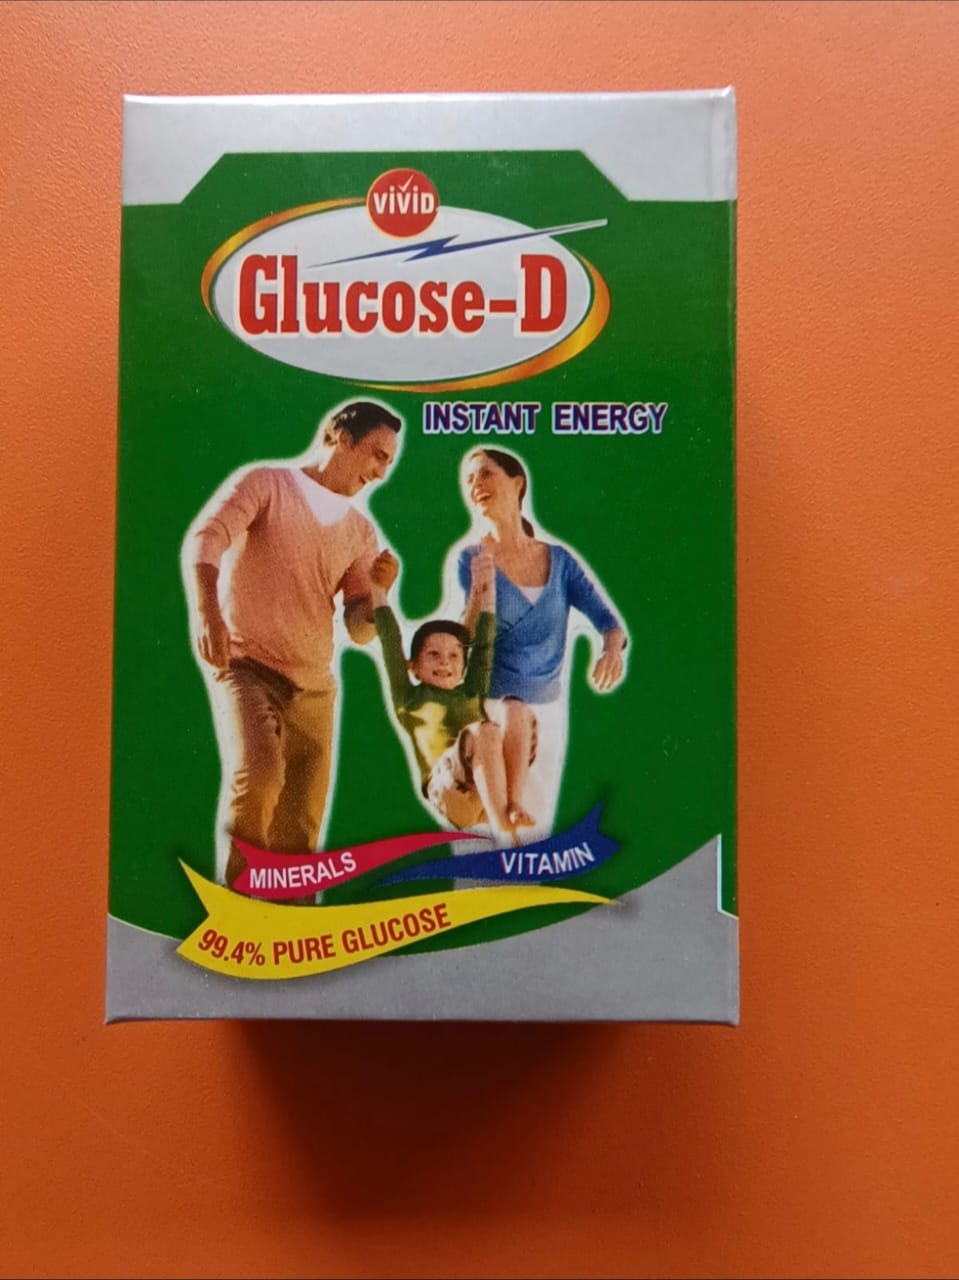 ViViD
Glucose-D
INSTANT ENERGY
MINERALS
VITAMIN
99.4% PURE GLUCOSE